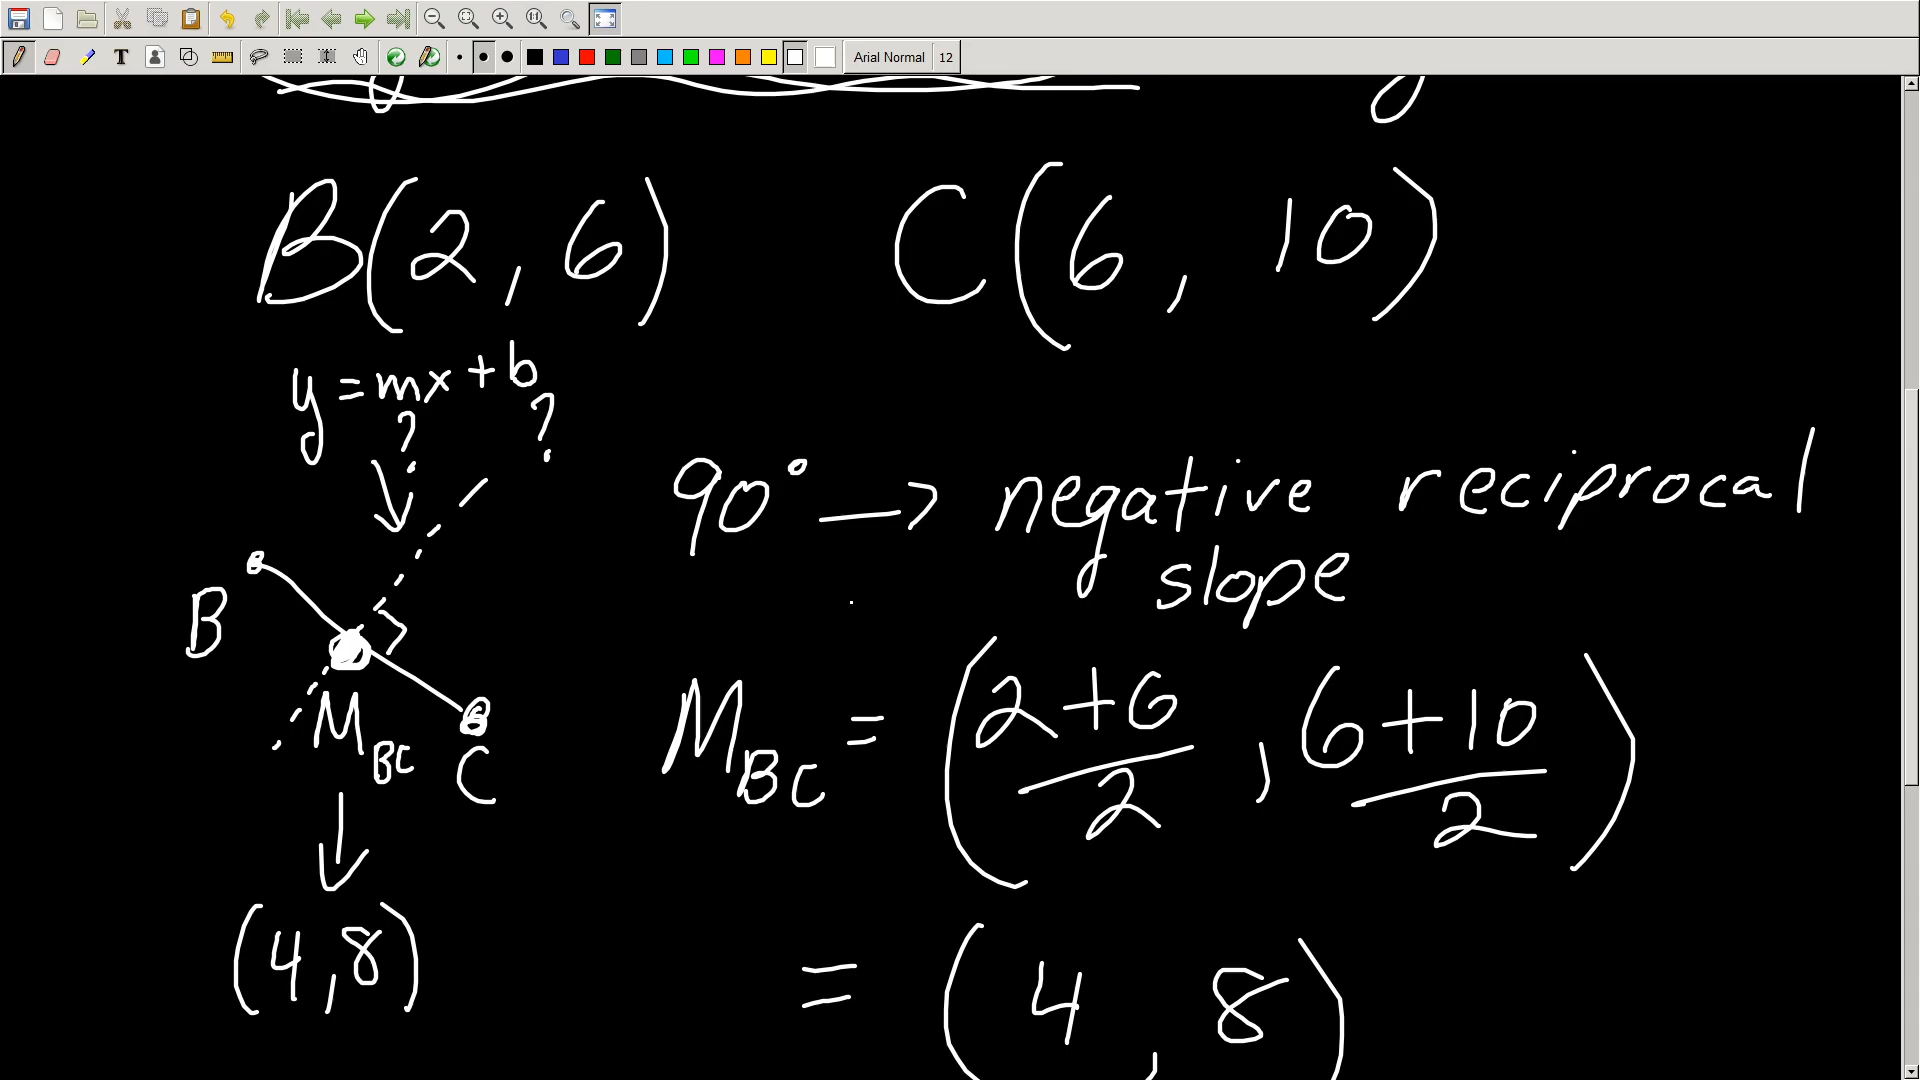 Arial Normal 12
B(2, 6) C(6, 10)
y = mx + b
? ?
90° → negative reciprocal
slope
B
M_BC
C
M_BC = (2+6/2, 6+10/2)
(4, 8)
= (4, 8)